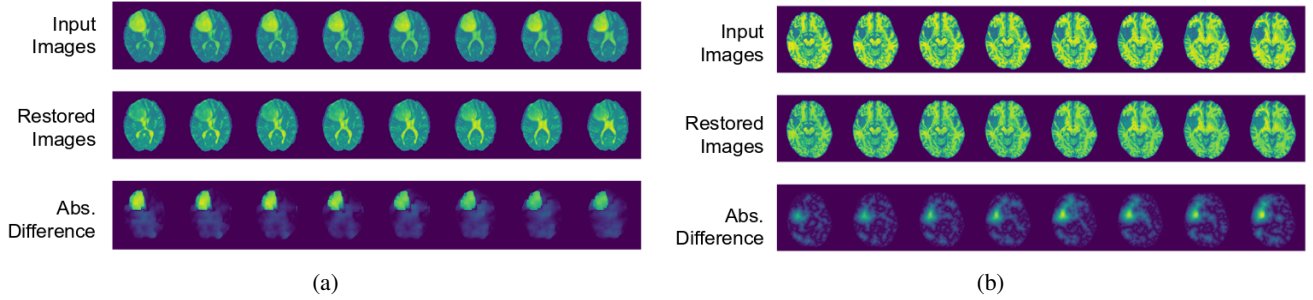 Input
Images
Restored
Images
Abs.
Difference
(a)
Input
Images
Restored
Images
Abs.
Difference
(b)